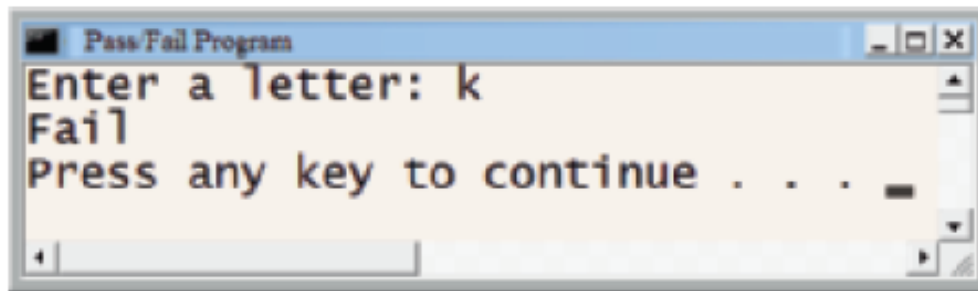 Pass/Fail Program
Enter a letter: k
Fail
Press any key to continue . . . _